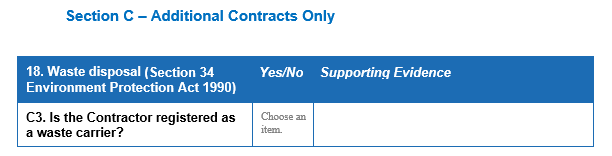 Section C – Additional Contracts Only
18. Waste disposal (Section 34
Environment Protection Act 1990)
Yes/No
Supporting Evidence
C3. Is the Contractor registered as
a waste carrier?
Choose an
item.